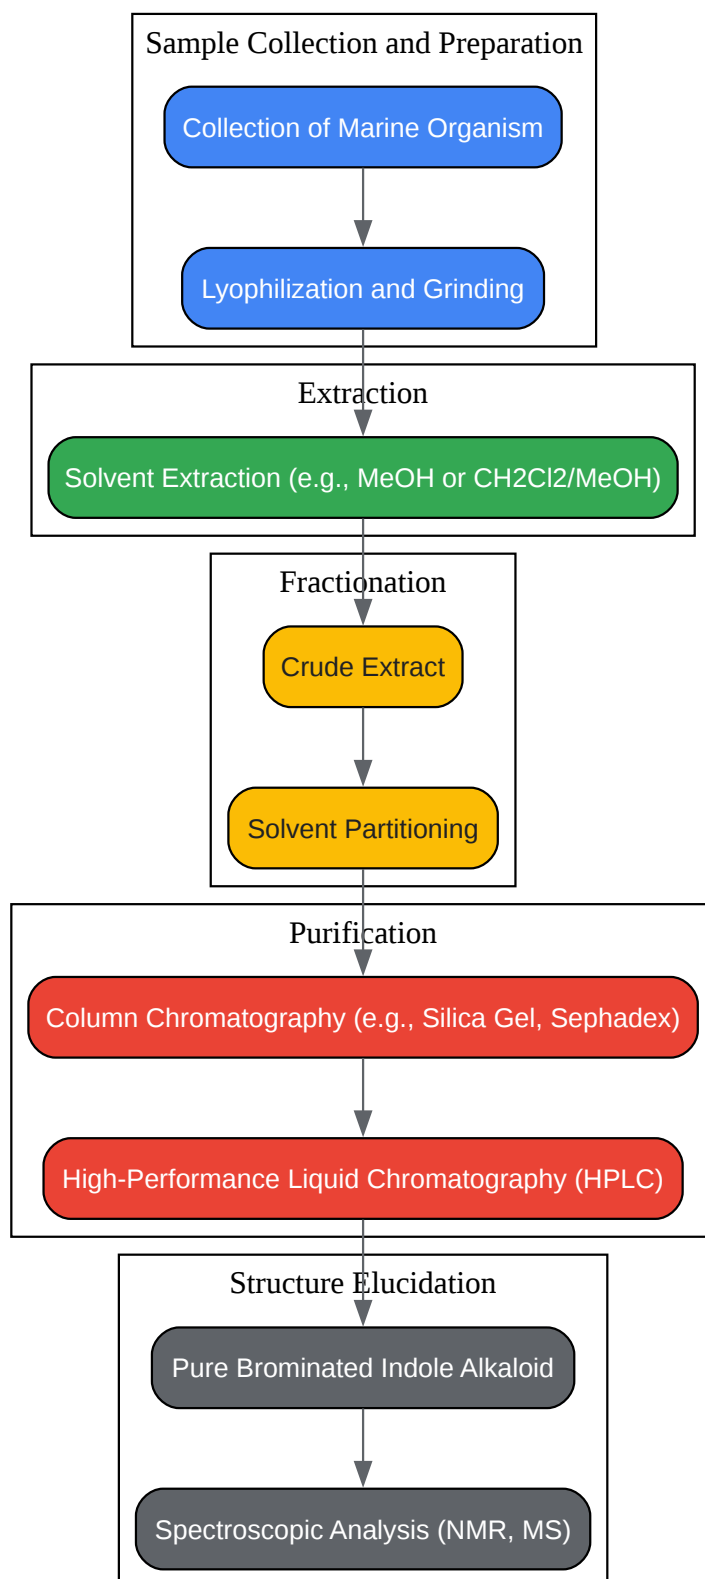 Sample Collection and Preparation
Collection of Marine Organism
Lyophilization and Grinding
Extraction
Solvent Extraction (e.g., MeOH or CH2Cl2/MeOH)
Fractionation
Crude Extract
Solvent Partitioning
Purification
Column Chromatography (e.g., Silica Gel, Sephadex)
High-Performance Liquid Chromatography (HPLC)
Structure Elucidation
Pure Brominated Indole Alkaloid
Spectroscopic Analysis (NMR, MS)